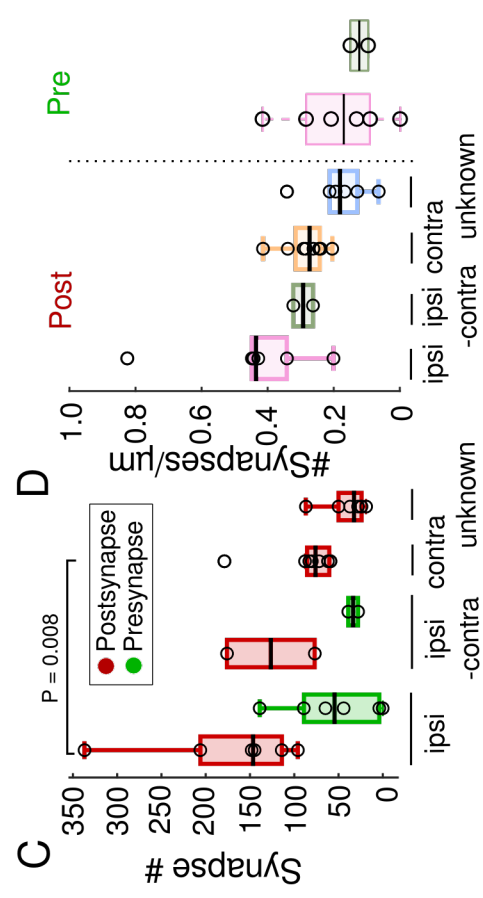 C
Synapse #
350
300
250
200
150
100
50
0
P = 0.008
Postsynapse
Presynapse
ipsi
ipsi
-contra
contra
unknown
D
#Synapses/µm
1.0
0.8
0.6
0.4
0.2
0
Post
Pre
ipsi
ipsi
-contra
contra
unknown